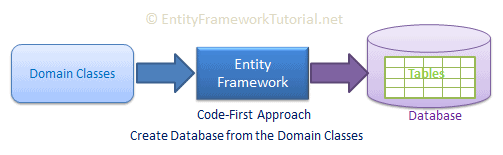 © EntityFrameworkTutorial.net
Domain Classes
Entity
Framework
Tables
Database
Code-First Approach
Create Database from the Domain Classes